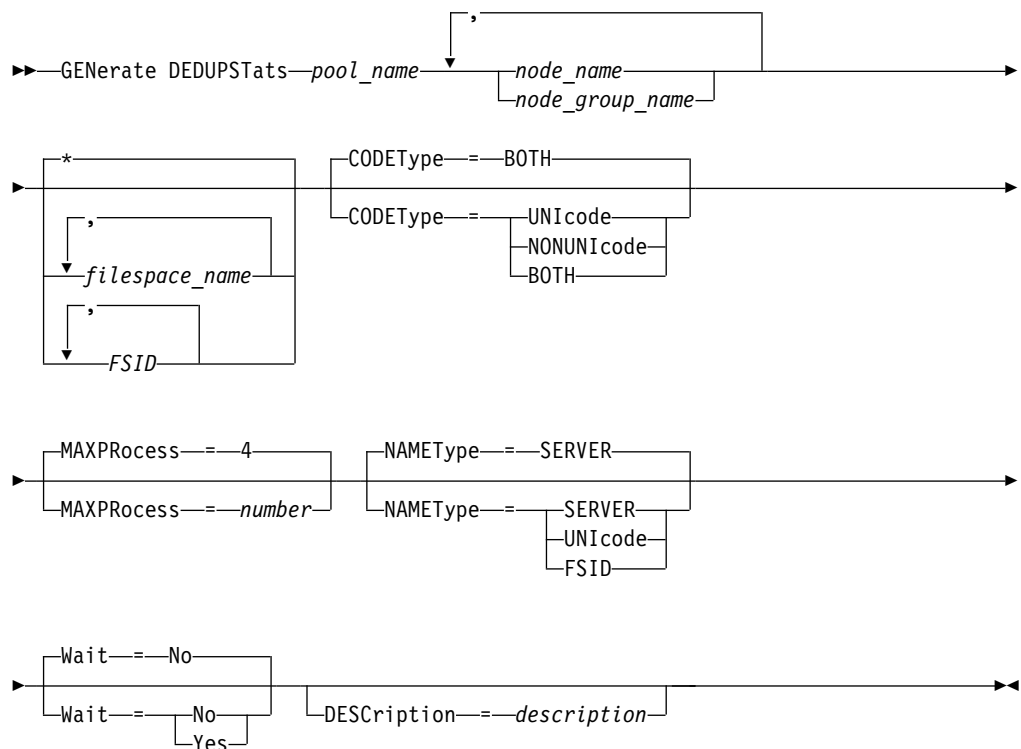 ,
GENerate DEDUPSTats pool_name node_name
node_group_name
*
,
filespace_name
,
FSID
CODEType = BOTH
CODEType = UNIcode
NONUNIcode
BOTH
MAXPRocess = 4
MAXPRocess = number
NAMEType = SERVER
NAMEType = SERVER
UNIcode
FSID
Wait = No
Wait = No
Yes
DESCription = description